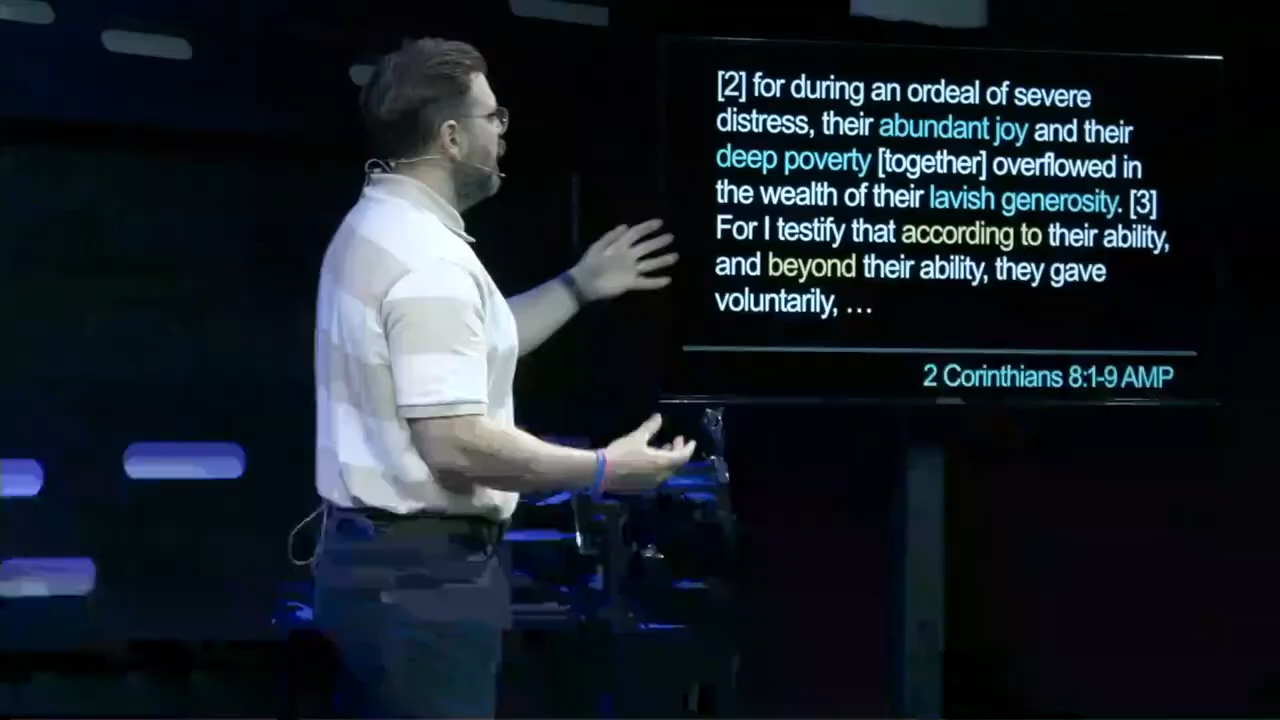 [2] for during an ordeal of severe
distress, their abundant joy and their
deep poverty [together] overflowed in
the wealth of their lavish generosity. [3]
For I testify that according to their ability,
and beyond their ability, they gave
voluntarily, …
2 Corinthians 8:1-9 AMP